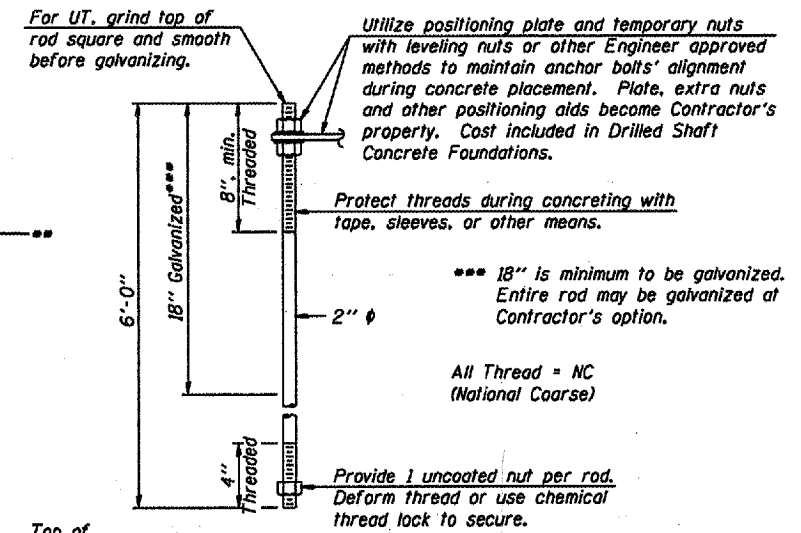 For UT, grind top of
rod square and smooth
before galvanizing.
Utilize positioning plate and temporary nuts
with leveling nuts or other Engineer approved
methods to maintain anchor bolts' alignment
during concrete placement. Plate, extra nuts
and other positioning aids become Contractor's
property. Cost included in Drilled Shaft
Concrete Foundations.
8", min.
Threaded
18" Galvanized***
6'-0"
Protect threads during concreting with
tape, sleeves, or other means.
**
*** 18" is minimum to be galvanized.
Entire rod may be galvanized at
Contractor's option.
2" φ
All Thread = NC
(National Coarse)
4"
Threaded
Provide 1 uncoated nut per rod.
Deform thread or use chemical
thread lock to secure.
Top of